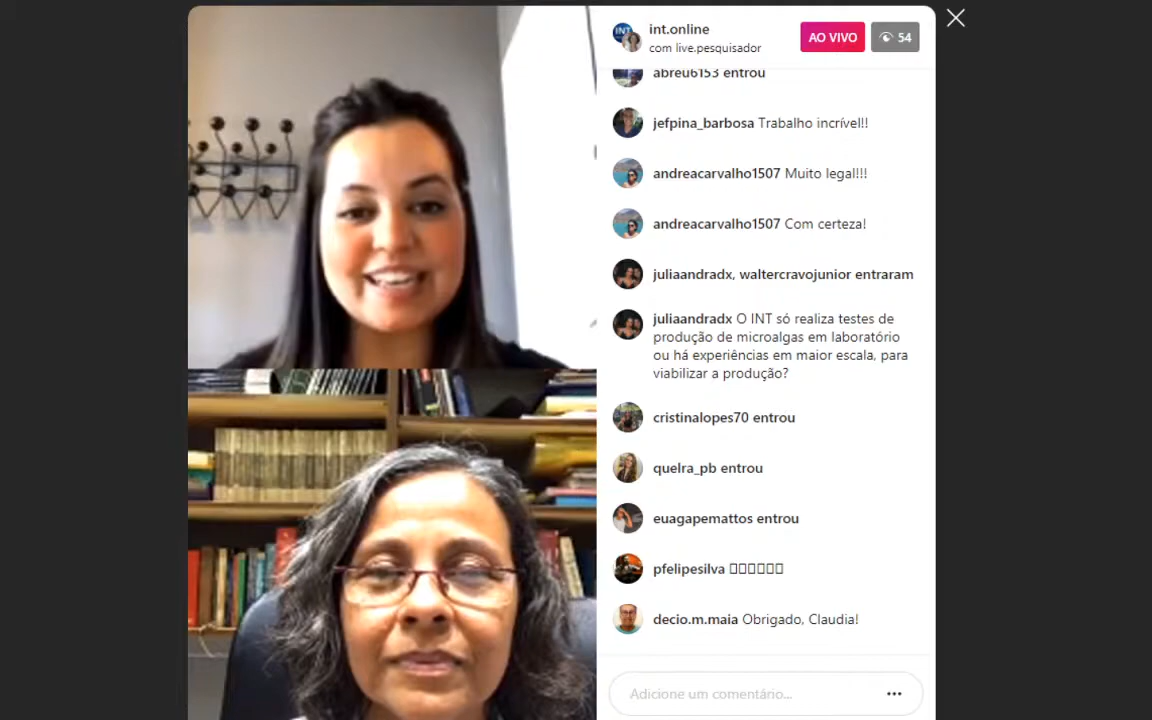 INT
int.online
com live.pesquisador
AO VIVO
54
abreu6153 entrou
jefpina_barbosa Trabalho incrível!!
andreacarvalho1507 Muito legal!!!
andreacarvalho1507 Com certeza!
juliaandradx, waltercravojunior entraram
juliaandradx O INT só realiza testes de
produção de microalgas em laboratório
ou há experiências em maior escala, para
viabilizar a produção?
cristinalopes70 entrou
quelra_pb entrou
euagapemattos entrou
pfelipesilva □□□□□□
decio.m.maia Obrigado, Claudia!
Adicione um comentário...